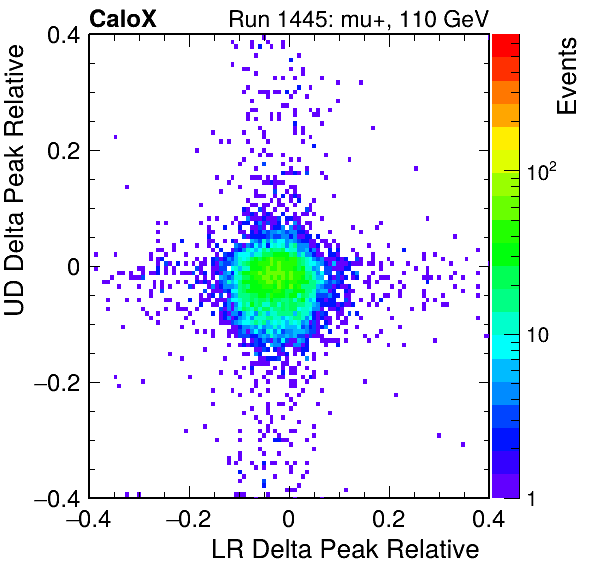 CaloX Run 1445: mu+, 110 GeV
UD Delta Peak Relative
0.4
0.2
0
−0.2
−0.4
−0.4 −0.2 0 0.2 0.4
LR Delta Peak Relative
Events
10²
10
1